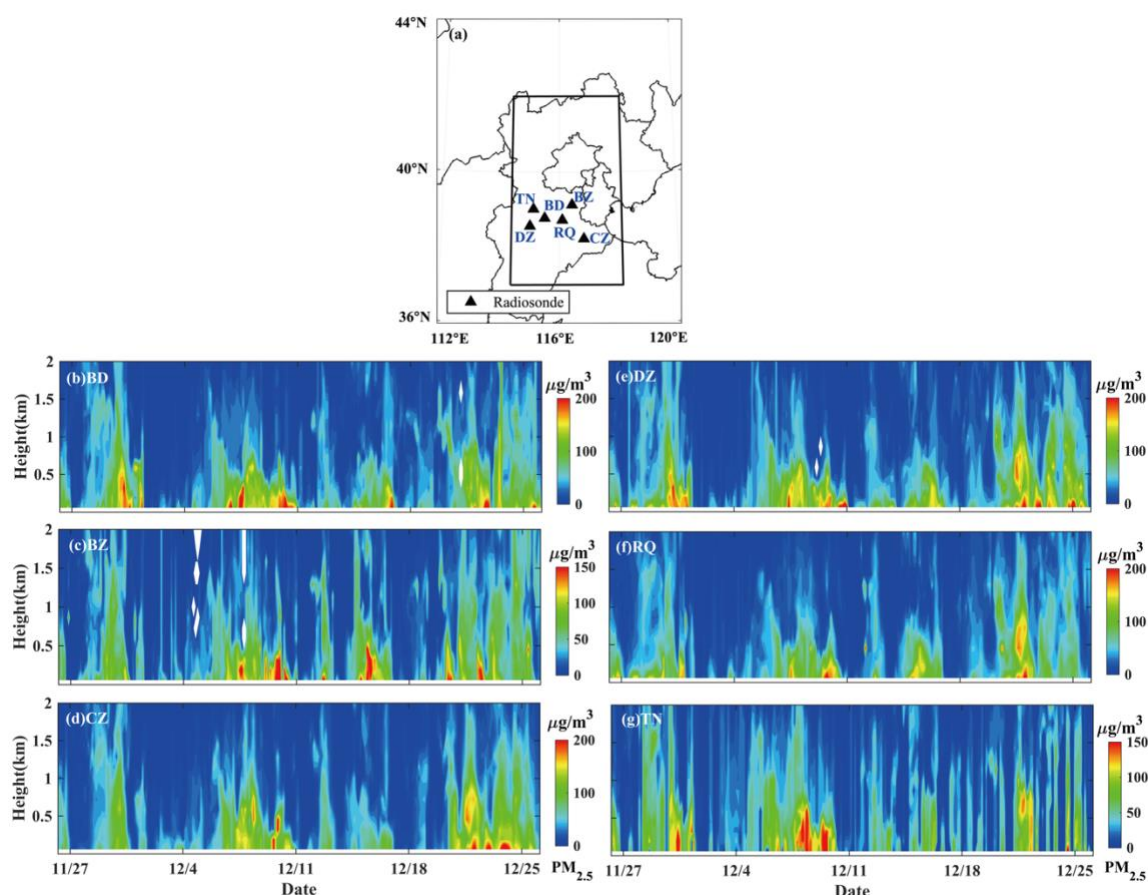 44°N
(a)
40°N
TN
BD
BZ
DZ
RQ
CZ
Radiosonde
36°N
112°E 116°E 120°E
2
(b)BD
(e)DZ
μg/m³
μg/m³
1.5
200
200
Height(km)
1
100
100
0.5
0
0
2
(c)BZ
(f)RQ
μg/m³
μg/m³
1.5
150
200
Height(km)
1
100
100
50
0.5
0
0
2
(d)CZ
(g)TN
μg/m³
μg/m³
1.5
200
150
Height(km)
1
100
100
50
0.5
0
0
11/27 12/4 12/11 12/18 12/25
PM2.5
11/27 12/4 12/11 12/18 12/25
PM2.5
Date
Date